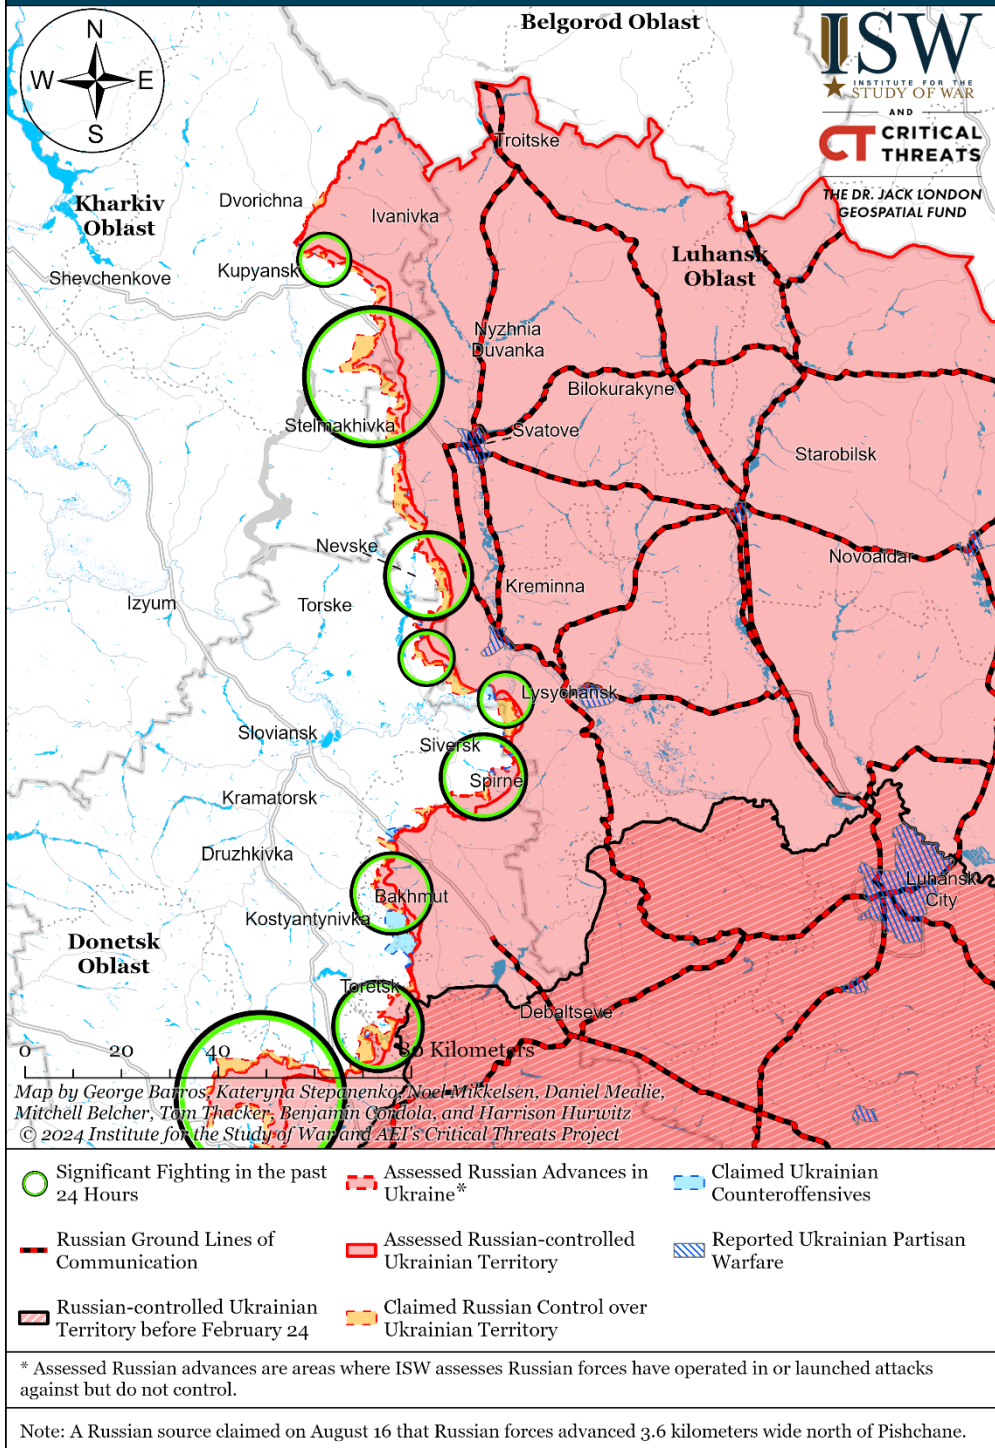 Belgorod Oblast
N
W
E
S
ISW
INSTITUTE FOR THE
STUDY OF WAR
AND
CT CRITICAL
THREATS
THE DR. JACK LONDON
GEOSPATIAL FUND
Troitske
Dvorichna
Kharkiv
Oblast
Ivanivka
Shevchenkove
Kupyansk
Luhansk
Oblast
Nyzhnia
Duvanka
Bilokurakyne
Stelmakhivka
Svatove
Starobilsk
Nevske
Novoaidar
Kreminna
Izyum
Torske
Lysychansk
Sloviansk
Siversk
Spirne
Kramatorsk
Druzhkivka
Bakhmut
Luhansk
City
Kostyantynivka
Donetsk
Oblast
Toretsk
Debaltseve
0 20 40 80 Kilometers
Map by George Barros, Kateryna Stepanenko, Noel Mikkelsen, Daniel Mealie,
Mitchell Belcher, Tom Thacker, Benjamin Cordola, and Harrison Hurwitz
© 2024 Institute for the Study of War and AEI's Critical Threats Project
Significant Fighting in the past
24 Hours
Russian Ground Lines of
Communication
Russian-controlled Ukrainian
Territory before February 24
Assessed Russian Advances in
Ukraine*
Assessed Russian-controlled
Ukrainian Territory
Claimed Russian Control over
Ukrainian Territory
Claimed Ukrainian
Counteroffensives
Reported Ukrainian Partisan
Warfare
* Assessed Russian advances are areas where ISW assesses Russian forces have operated in or launched attacks
against but do not control.
Note: A Russian source claimed on August 16 that Russian forces advanced 3.6 kilometers wide north of Pishchane.